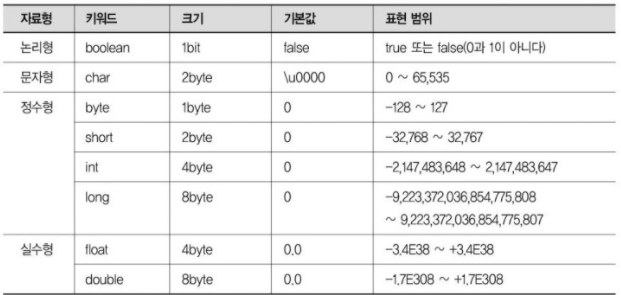 자료형 키워드 크기 기본값 표현 범위
논리형 boolean 1bit false true 또는 false(0과 1이 아니다)
문자형 char 2byte \u0000 0 ~ 65,535
정수형 byte 1byte 0 -128 ~ 127
short 2byte 0 -32,768 ~ 32,767
int 4byte 0 -2,147,483,648 ~ 2,147,483,647
long 8byte 0 -9,223,372,036,854,775,808
~ 9,223,372,036,854,775,807
실수형 float 4byte 0.0 -3.4E38 ~ +3.4E38
double 8byte 0.0 -1.7E308 ~ +1.7E308